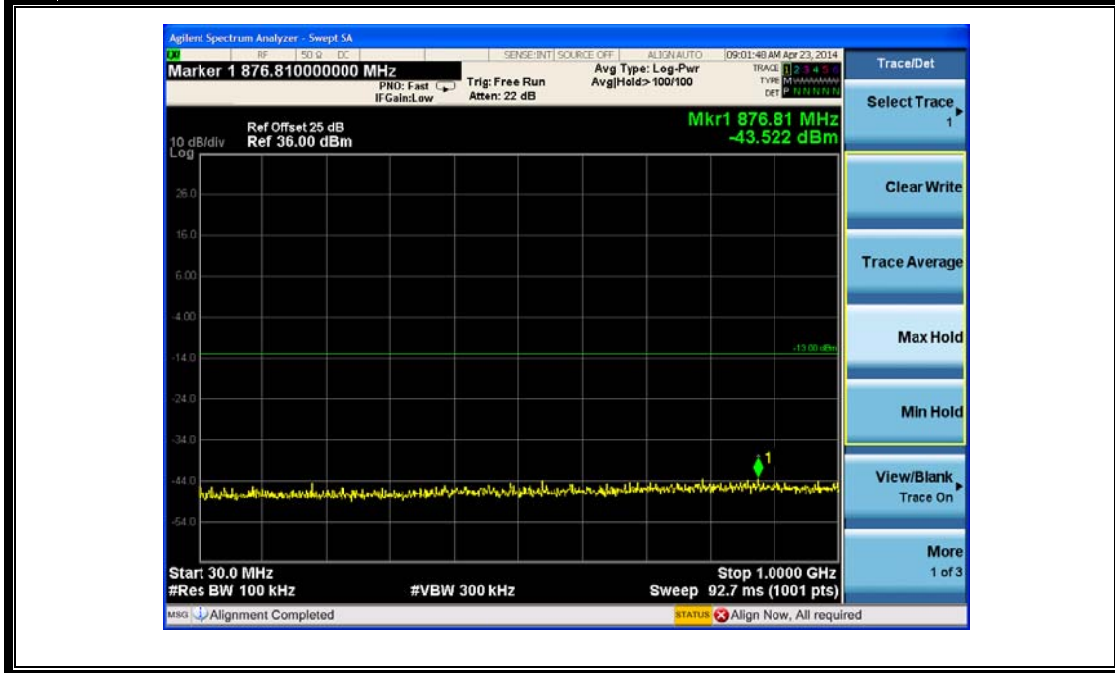 Agilent Spectrum Analyzer - Swept SA
RF 50 Ω DC SENSE:INT SOURCE OFF ALIGN AUTO 09:01:48 AM Apr 23, 2014
Marker 1 876.810000000 MHz
PNO: Fast
IFGain:Low
Trig: Free Run
Atten: 22 dB
Avg Type: Log-Pwr
Avg|Hold:>100/100
TRACE 1 2 3 4 5 6
TYPE M
DET P N N N N N
Ref Offset 25 dB
10 dB/div Ref 36.00 dBm
Log
Mkr1 876.81 MHz
-43.522 dBm
26.0
16.0
6.00
-4.00
-13.00 dBm
-14.0
-24.0
-34.0
1
-44.0
-54.0
Start 30.0 MHz
Stop 1.0000 GHz
#Res BW 100 kHz
#VBW 300 kHz
Sweep 92.7 ms (1001 pts)
MSG Alignment Completed
STATUS Align Now, All required
Trace/Det
Select Trace
1
Clear Write
Trace Average
Max Hold
Min Hold
View/Blank
Trace On
More
1 of 3